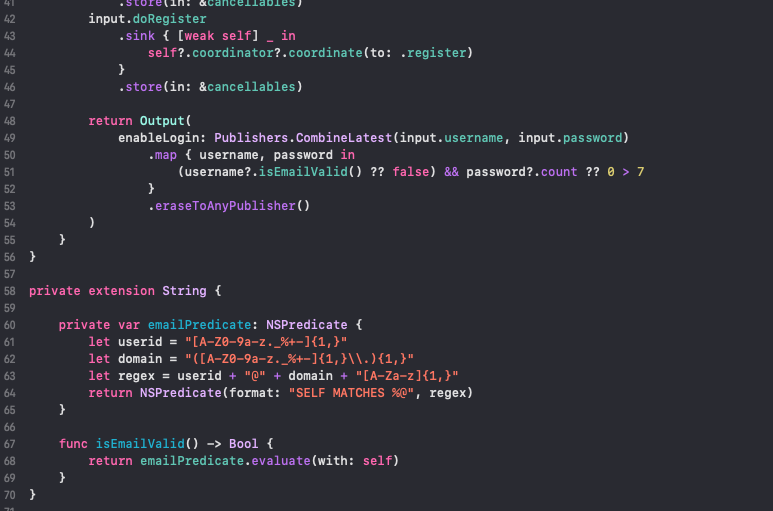 41 .store(in: &cancellables)
42 input.doRegister
43 .sink { [weak self] _ in
44 self?.coordinator?.coordinate(to: .register)
45 }
46 .store(in: &cancellables)
47
48 return Output(
49 enableLogin: Publishers.CombineLatest(input.username, input.password)
50 .map { username, password in
51 (username?.isEmailValid() ?? false) && password?.count ?? 0 > 7
52 }
53 .eraseToAnyPublisher()
54 )
55 }
56 }
57
58 private extension String {
59
60 private var emailPredicate: NSPredicate {
61 let userid = "[A-Z0-9a-z._%+-]{1,}"
62 let domain = "([A-Z0-9a-z._%+-]{1,}\\.){1,}"
63 let regex = userid + "@" + domain + "[A-Za-z]{1,}"
64 return NSPredicate(format: "SELF MATCHES %@", regex)
65 }
66
67 func isEmailValid() -> Bool {
68 return emailPredicate.evaluate(with: self)
69 }
70 }
71